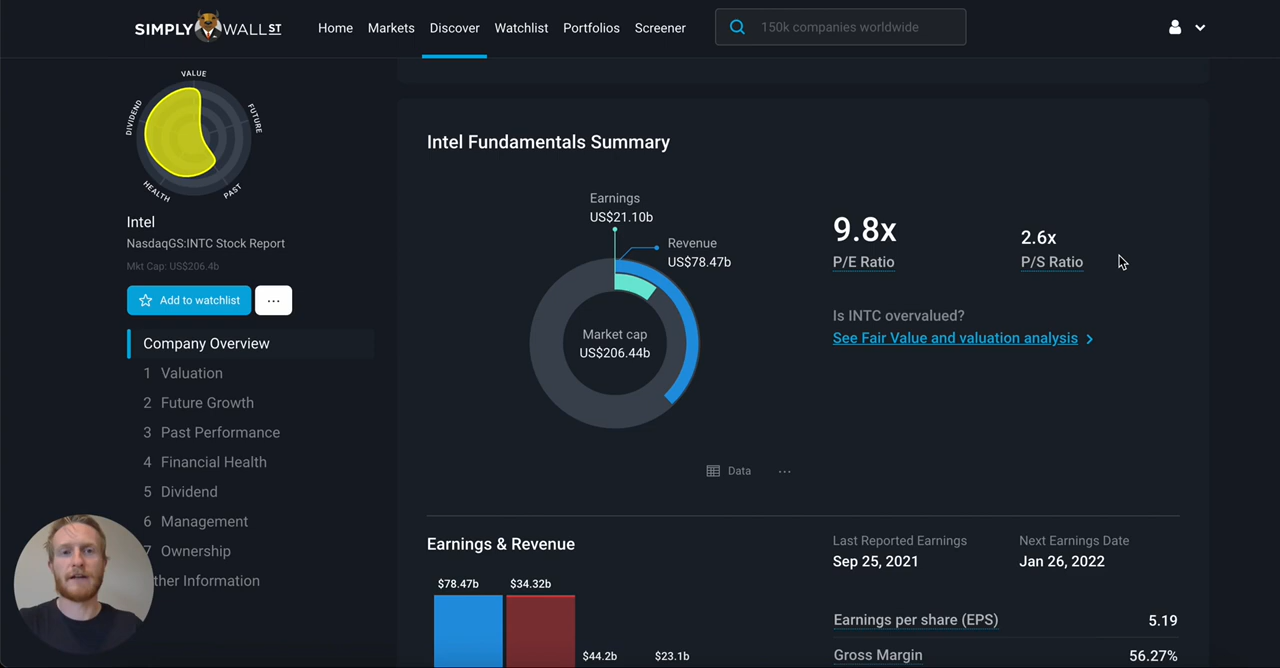 SIMPLY WALL ST
Home
Markets
Discover
Watchlist
Portfolios
Screener
150k companies worldwide
VALUE
FUTURE
PAST
HEALTH
DIVIDEND
Intel
NasdaqGS:INTC Stock Report
Mkt Cap: US$206.4b
Add to watchlist
...
Company Overview
1 Valuation
2 Future Growth
3 Past Performance
4 Financial Health
5 Dividend
6 Management
7 Ownership
ther Information
Intel Fundamentals Summary
Earnings
US$21.10b
Revenue
US$78.47b
Market cap
US$206.44b
9.8x
P/E Ratio
2.6x
P/S Ratio
Is INTC overvalued?
See Fair Value and valuation analysis
Data
...
Earnings & Revenue
$78.47b
$34.32b
$44.2b
$23.1b
Last Reported Earnings
Sep 25, 2021
Next Earnings Date
Jan 26, 2022
Earnings per share (EPS)
5.19
Gross Margin
56.27%